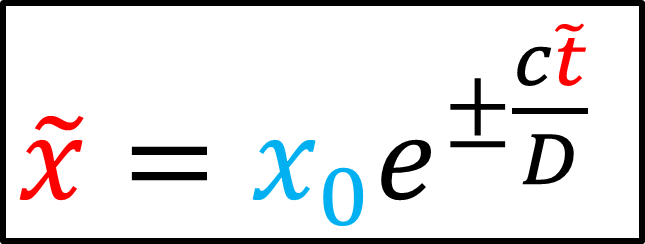 x̃ = x₀e^{±ct̃/D}